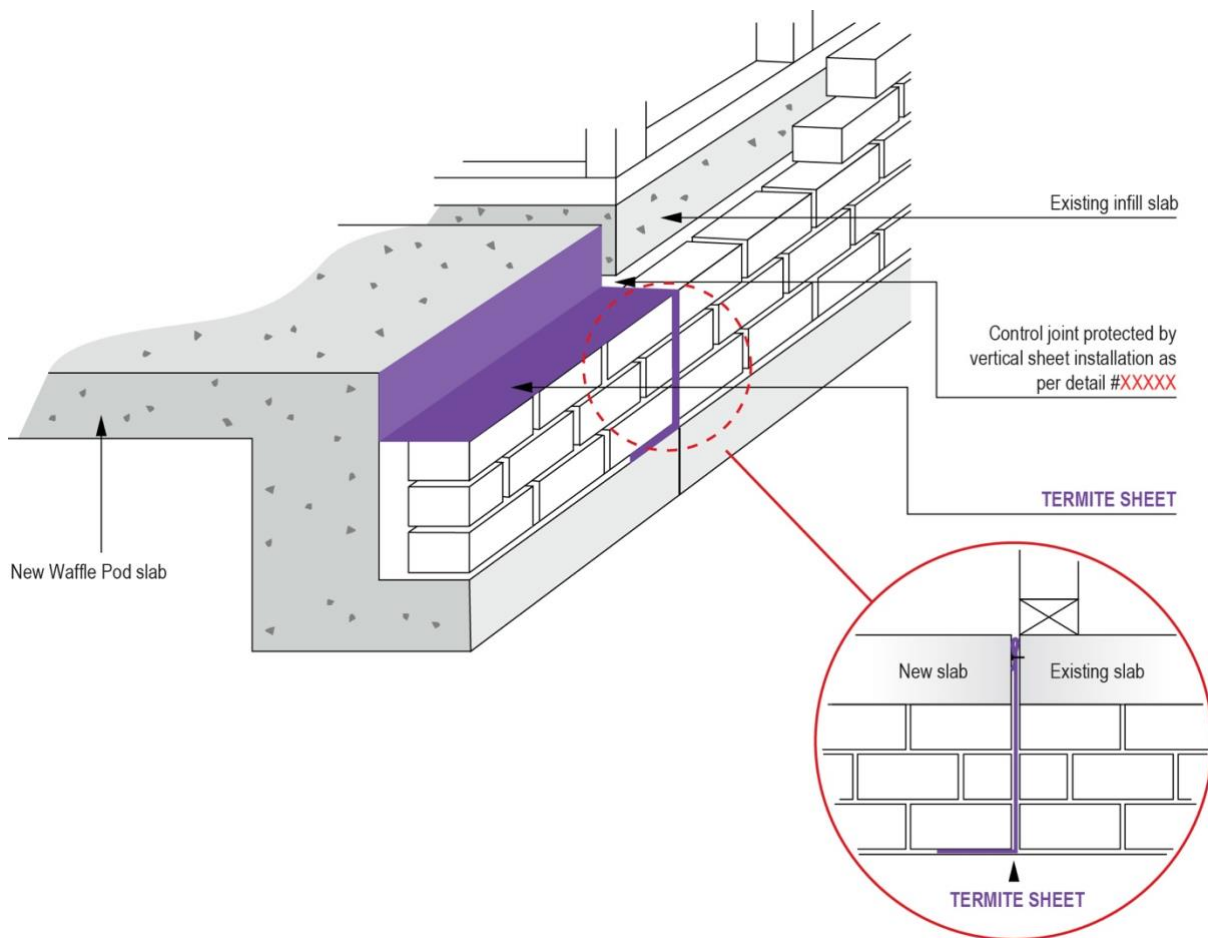 Existing infill slab
Control joint protected by
vertical sheet installation as
per detail #XXXXX
TERMITE SHEET
New Waffle Pod slab
New slab
Existing slab
TERMITE SHEET